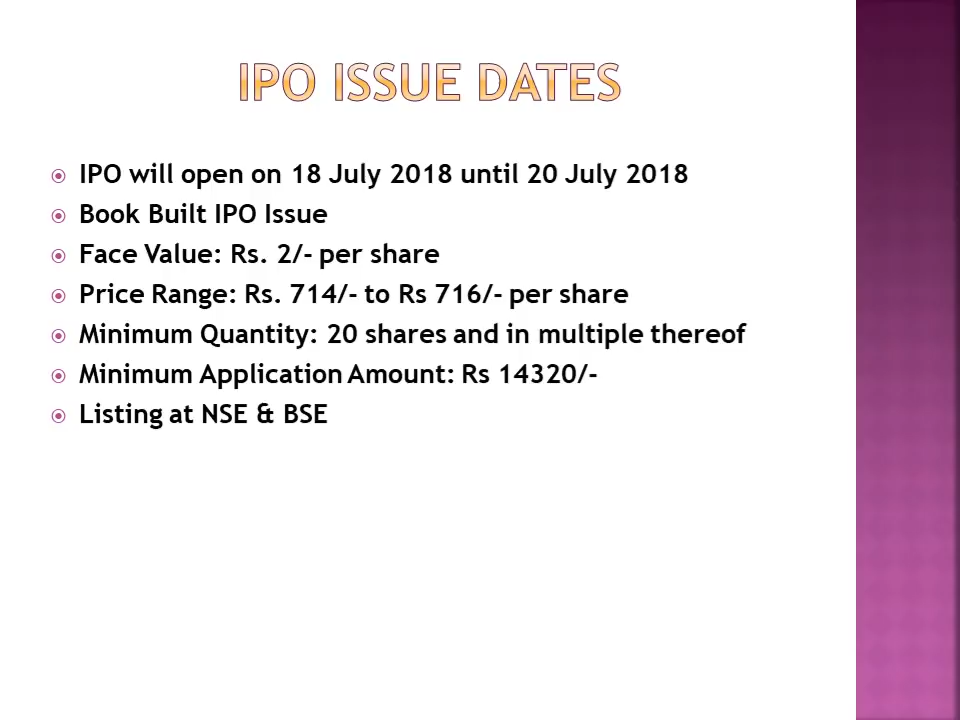 IPO ISSUE DATES
IPO will open on 18 July 2018 until 20 July 2018
Book Built IPO Issue
Face Value: Rs. 2/- per share
Price Range: Rs. 714/- to Rs 716/- per share
Minimum Quantity: 20 shares and in multiple thereof
Minimum Application Amount: Rs 14320/-
Listing at NSE & BSE